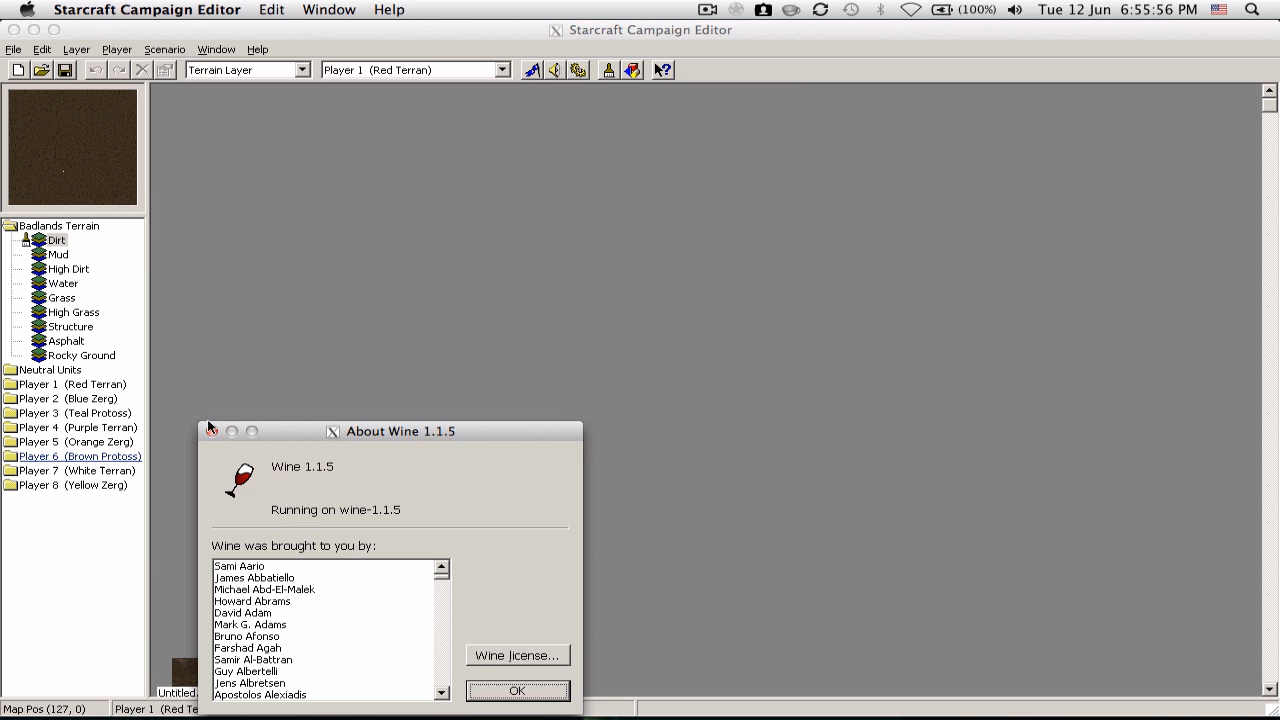 Starcraft Campaign Editor Edit Window Help (100%) Tue 12 Jun 6:55:56 PM
Starcraft Campaign Editor
File Edit Layer Player Scenario Window Help
Terrain Layer Player 1 (Red Terran)
Badlands Terrain
Dirt
Mud
High Dirt
Water
Grass
High Grass
Structure
Asphalt
Rocky Ground
Neutral Units
Player 1 (Red Terran)
Player 2 (Blue Zerg)
Player 3 (Teal Protoss)
Player 4 (Purple Terran)
Player 5 (Orange Zerg)
Player 6 (Brown Protoss)
Player 7 (White Terran)
Player 8 (Yellow Zerg)
About Wine 1.1.5
Wine 1.1.5
Running on wine-1.1.5
Wine was brought to you by:
Sami Aario
James Abbatiello
Michael Abd-El-Malek
Howard Abrams
David Adam
Mark G. Adams
Bruno Afonso
Farshad Agah
Samir Al-Battran
Guy Albertelli
Jens Albretsen
Apostolos Alexiadis
Wine license...
OK
Untitled
Map Pos (127, 0) Player 1 (Red Te